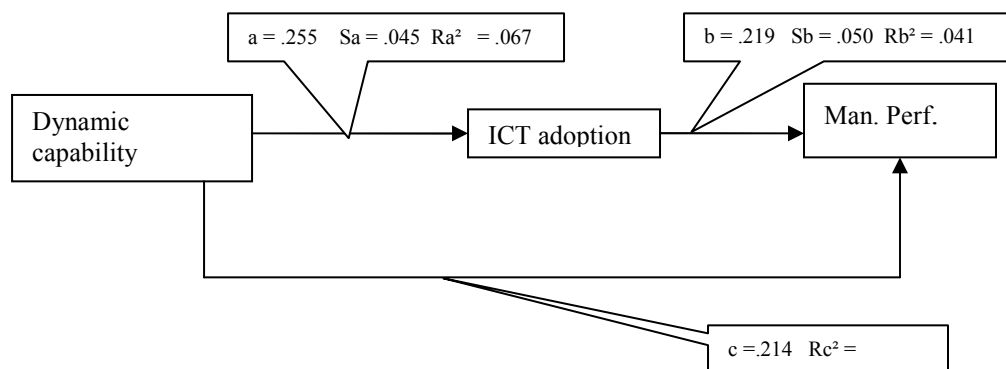 a = .255 Sa = .045 Ra² = .067
b = .219 Sb = .050 Rb² = .041
Dynamic
capability
ICT adoption
Man. Perf.
c =.214 Rc² =